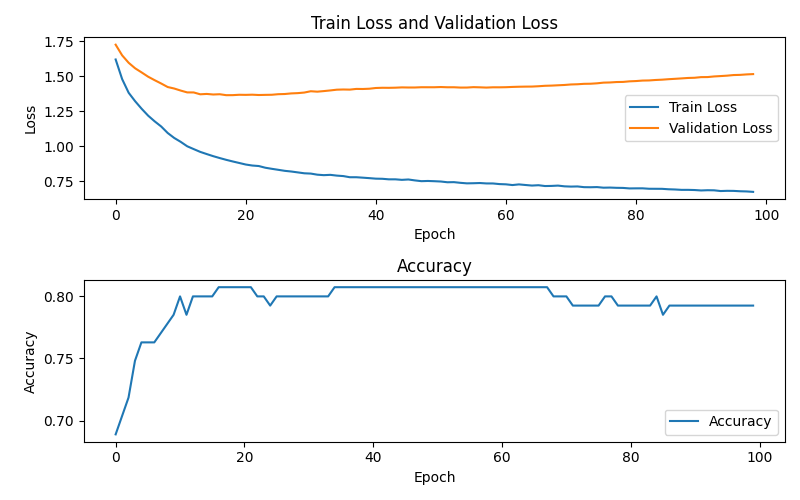 Train Loss and Validation Loss
1.75
1.50
1.25
1.00
0.75
Loss
Train Loss
Validation Loss
0 20 40 60 80 100
Epoch
Accuracy
0.80
0.75
0.70
Accuracy
Accuracy
0 20 40 60 80 100
Epoch